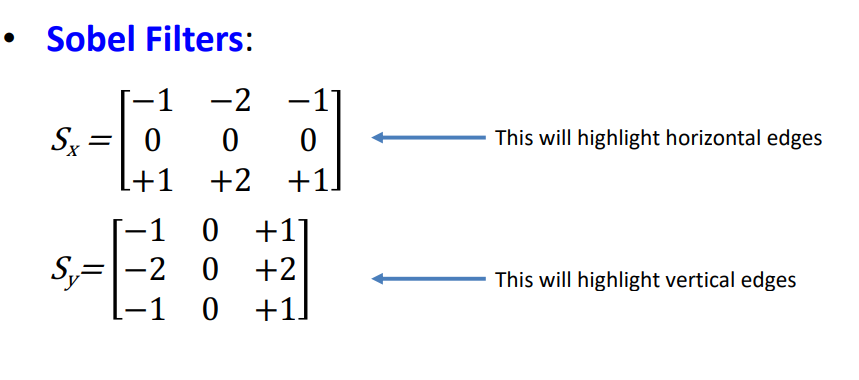 • Sobel Filters:
−1 −2 −1
Sx = 0 0 0 This will highlight horizontal edges
+1 +2 +1
−1 0 +1
Sy= −2 0 +2 This will highlight vertical edges
−1 0 +1